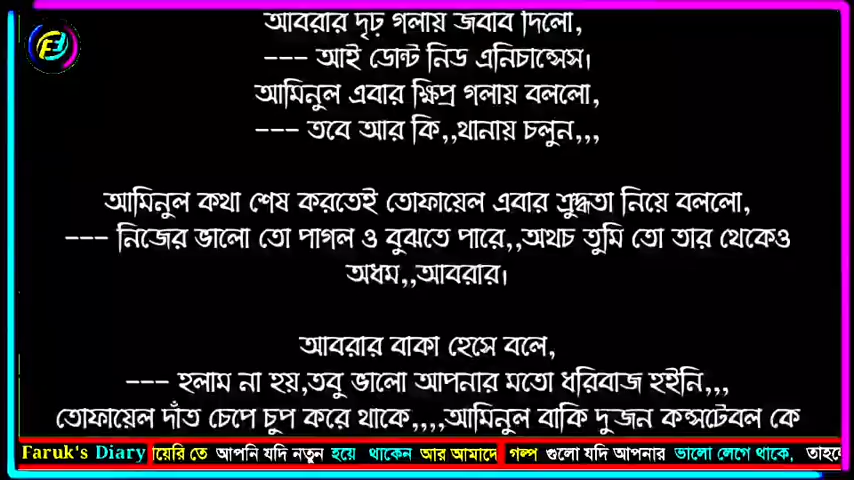 আবরার দৃঢ় গলায় জবাব দিলো,
--- আই ডোন্ট নিড এনিচান্সেস।
আমিনুল এবার ক্ষিপ্র গলায় বললো,
--- তবে আর কি,,থানায় চলুন,,,
আমিনুল কথা শেষ করতেই তোফায়েল এবার শ্রুদ্ধতা নিয়ে বললো,
--- নিজের ভালো তো পাগল ও বুঝতে পারে,,অথচ তুমি তো তার থেকেও
অধম,,আবরার।
আবরার বাকা হেসে বলে,
--- হলাম না হয়,তবু ভালো আপনার মতো ধরিবাজ হইনি,,,
তোফায়েল দাঁত চেপে চুপ করে থাকে,,,,আমিনুল বাকি দুজন কন্সটেবল কে
Faruk's Diary য়েরি তে আপনি যদি নতুন হয়ে থাকেন আর আমাদে গল্প গুলো যদি আপনার ভালো লেগে থাকে, তাহলে